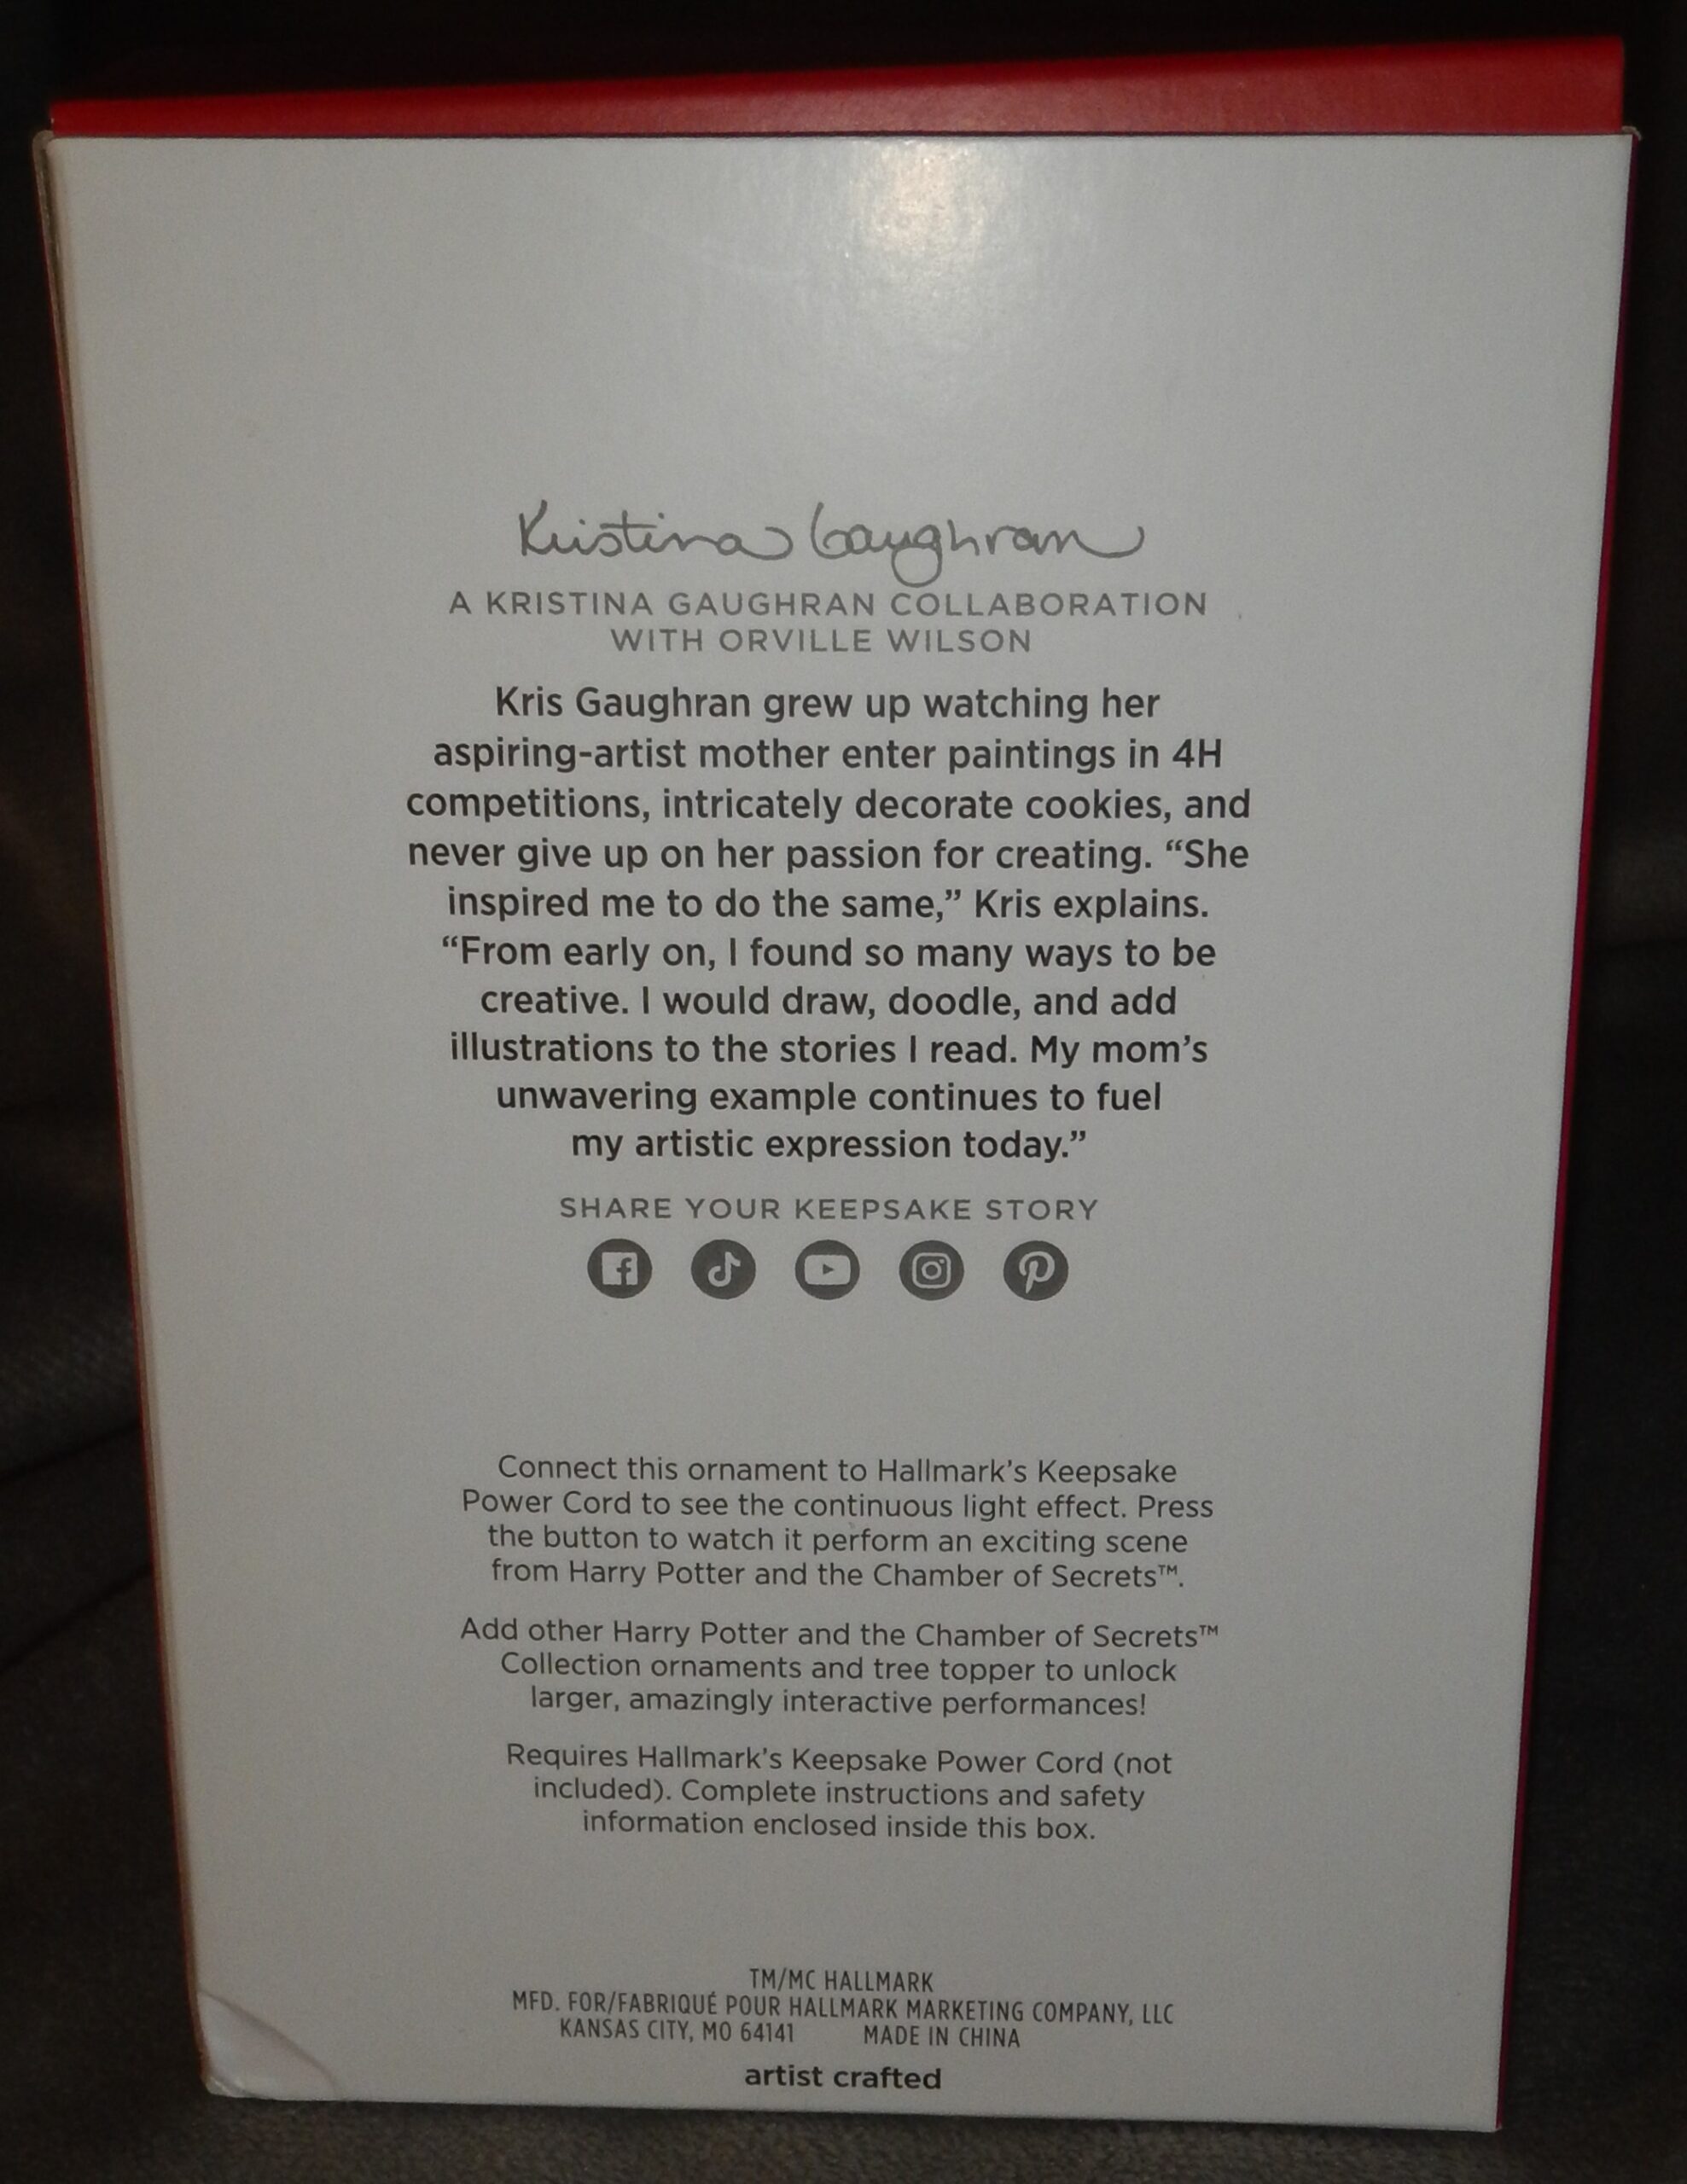 Kristina Gaughran
A KRISTINA GAUGHRAN COLLABORATION
WITH ORVILLE WILSON
Kris Gaughran grew up watching her
aspiring-artist mother enter paintings in 4H
competitions, intricately decorate cookies, and
never give up on her passion for creating. “She
inspired me to do the same,” Kris explains.
“From early on, I found so many ways to be
creative. I would draw, doodle, and add
illustrations to the stories I read. My mom’s
unwavering example continues to fuel
my artistic expression today.”
SHARE YOUR KEEPSAKE STORY
Connect this ornament to Hallmark’s Keepsake
Power Cord to see the continuous light effect. Press
the button to watch it perform an exciting scene
from Harry Potter and the Chamber of Secrets™.
Add other Harry Potter and the Chamber of Secrets™
Collection ornaments and tree topper to unlock
larger, amazingly interactive performances!
Requires Hallmark’s Keepsake Power Cord (not
included). Complete instructions and safety
information enclosed inside this box.
TM/MC HALLMARK
MFD. FOR/FABRIQUÉ POUR HALLMARK MARKETING COMPANY, LLC
KANSAS CITY, MO 64141 MADE IN CHINA
artist crafted